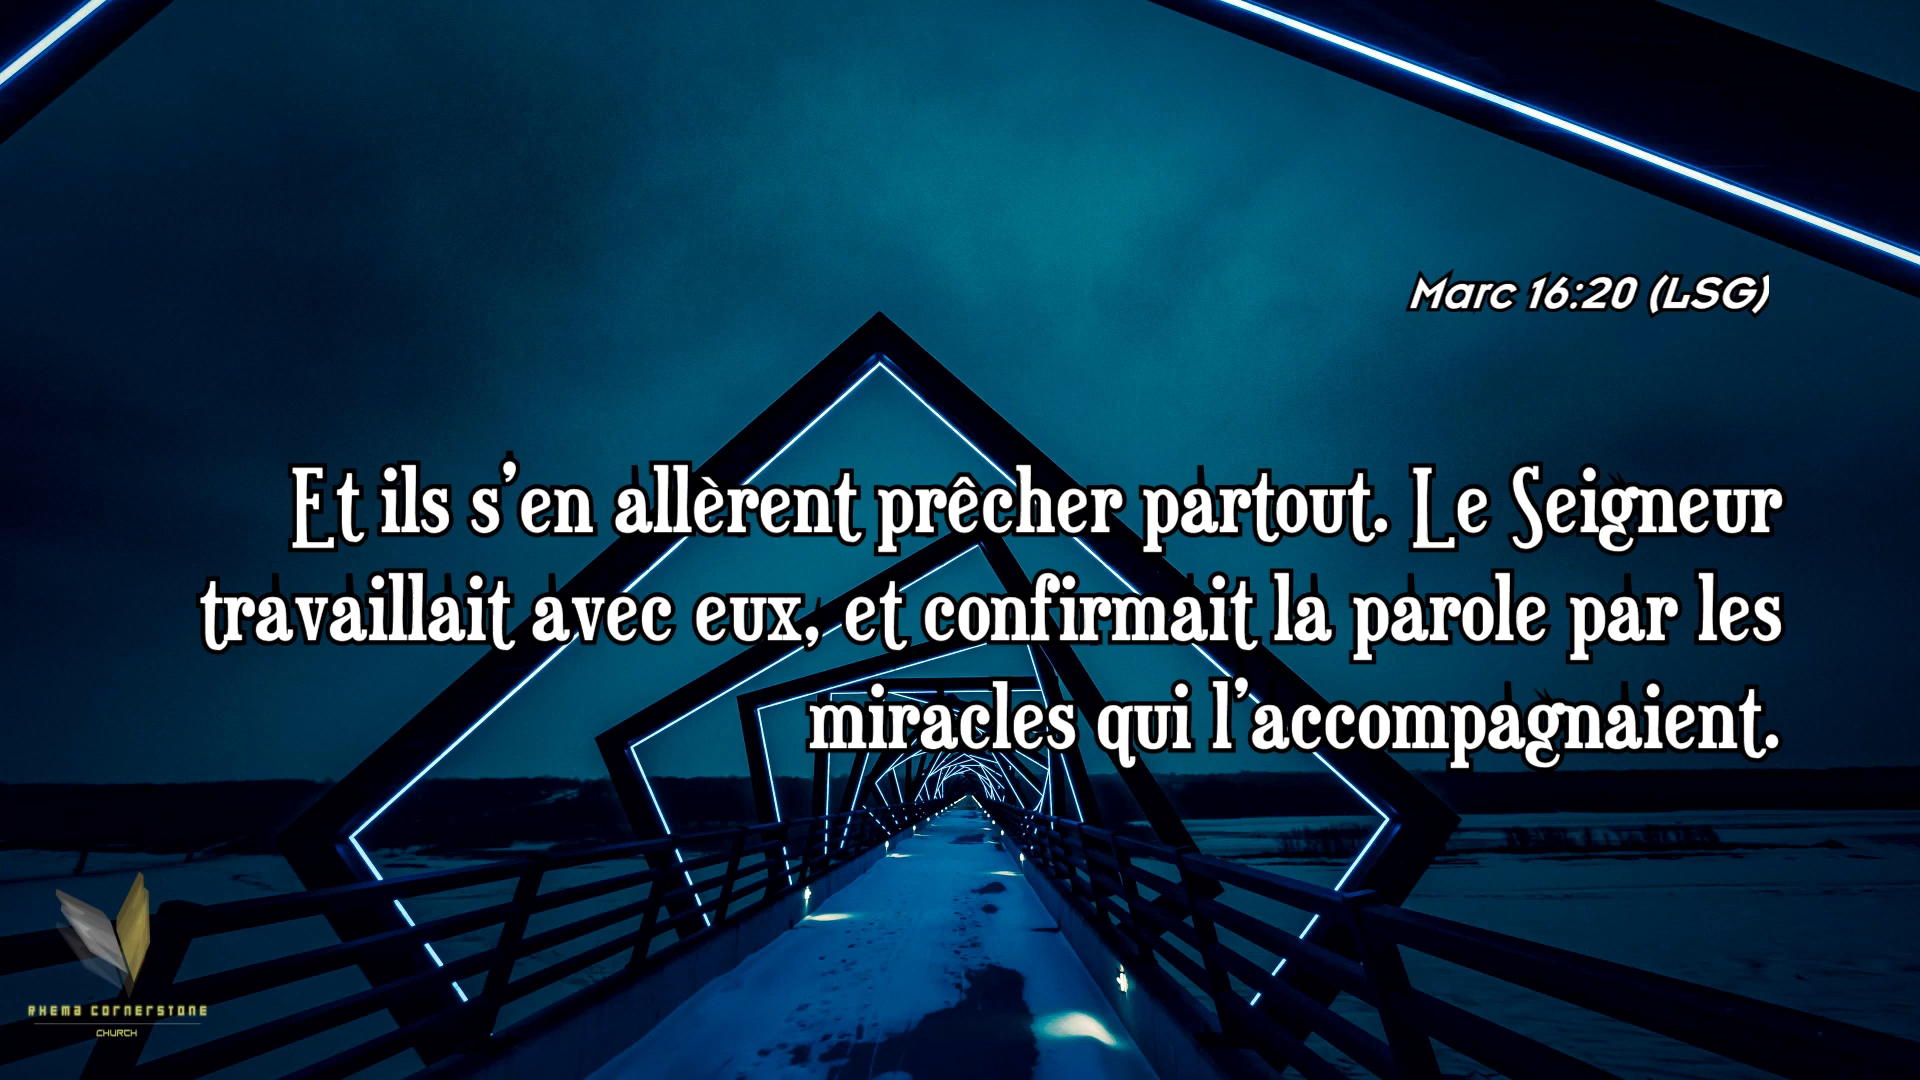 Marc 16:20 (LSG)
Et ils s’en allèrent prêcher partout. Le Seigneur
travaillait avec eux, et confirmait la parole par les
miracles qui l’accompagnaient.
RHEMA CORNERSTONE
CHURCH